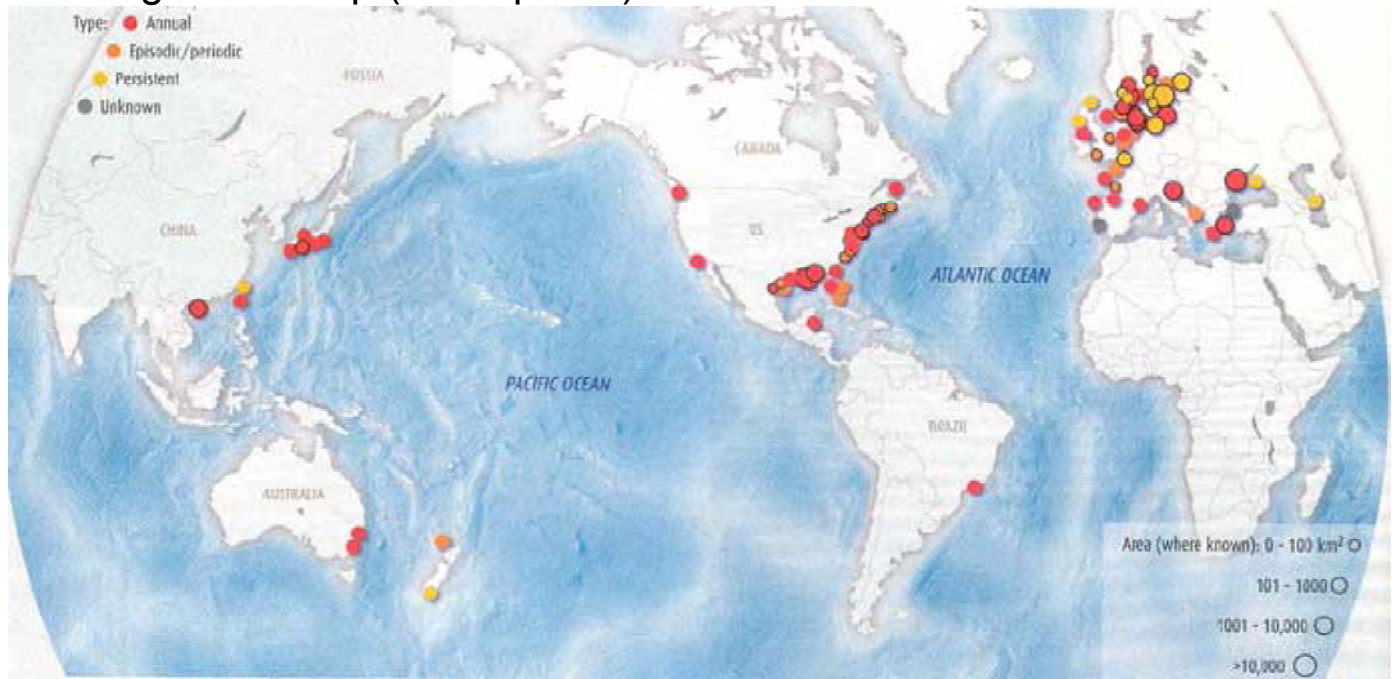 Type: Annual
Episodic/periodic
Persistent
Unknown
RUSSIA
CANADA
CHINA
US
ATLANTIC OCEAN
PACIFIC OCEAN
BRAZIL
AUSTRALIA
Area (where known): 0 - 100 km²
101 - 1000
1001 - 10,000
>10,000